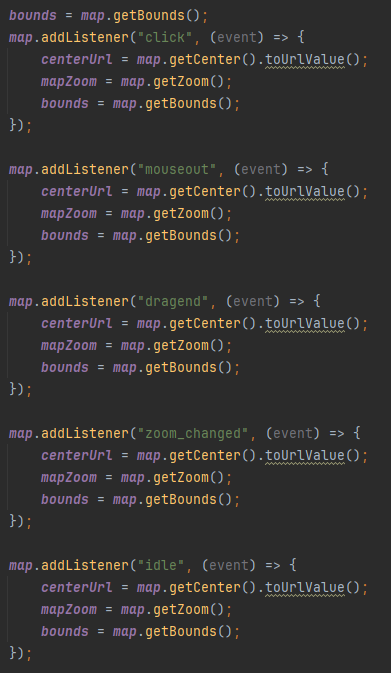 bounds = map.getBounds();
map.addListener("click", (event) => {
    centerUrl = map.getCenter().toUrlValue();
    mapZoom = map.getZoom();
    bounds = map.getBounds();
});

map.addListener("mouseout", (event) => {
    centerUrl = map.getCenter().toUrlValue();
    mapZoom = map.getZoom();
    bounds = map.getBounds();
});

map.addListener("dragend", (event) => {
    centerUrl = map.getCenter().toUrlValue();
    mapZoom = map.getZoom();
    bounds = map.getBounds();
});

map.addListener("zoom_changed", (event) => {
    centerUrl = map.getCenter().toUrlValue();
    mapZoom = map.getZoom();
    bounds = map.getBounds();
});

map.addListener("idle", (event) => {
    centerUrl = map.getCenter().toUrlValue();
    mapZoom = map.getZoom();
    bounds = map.getBounds();
});